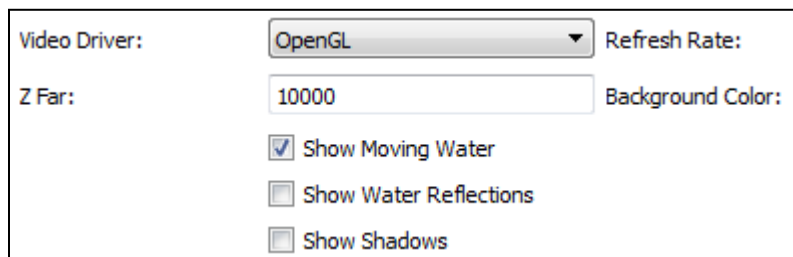 Video Driver: OpenGL Refresh Rate:
Z Far: 10000 Background Color:
Show Moving Water
Show Water Reflections
Show Shadows